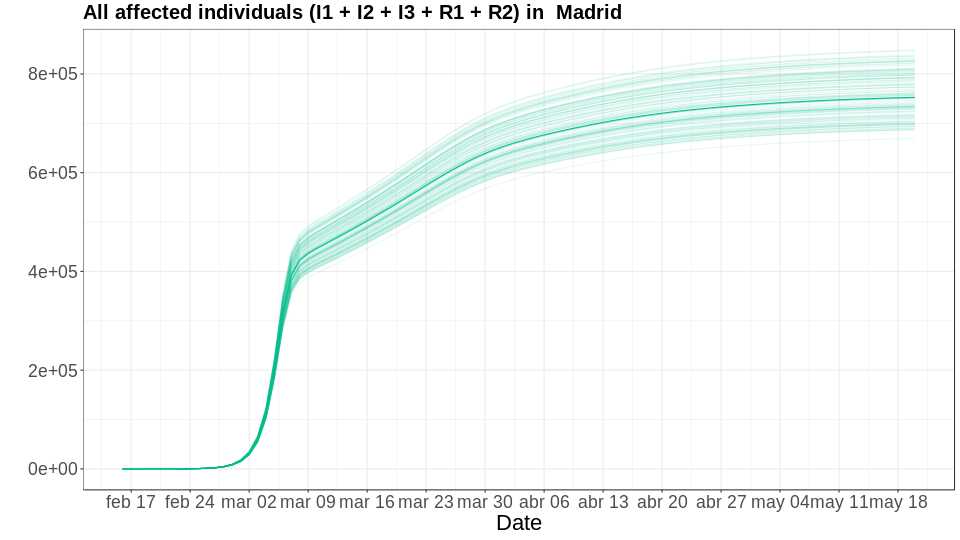 All affected individuals (I1 + I2 + I3 + R1 + R2) in  Madrid
8e+05
6e+05
4e+05
2e+05
0e+00
feb 17 feb 24 mar 02 mar 09 mar 16 mar 23 mar 30 abr 06 abr 13 abr 20 abr 27 may 04 may 11 may 18
Date